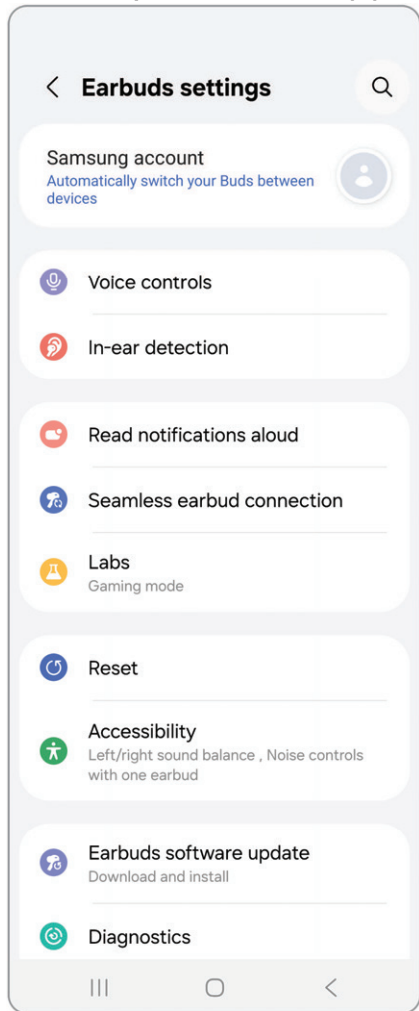 Earbuds settings
Samsung account
Automatically switch your Buds between
devices
Voice controls
In-ear detection
Read notifications aloud
Seamless earbud connection
Labs
Gaming mode
Reset
Accessibility
Left/right sound balance , Noise controls
with one earbud
Earbuds software update
Download and install
Diagnostics